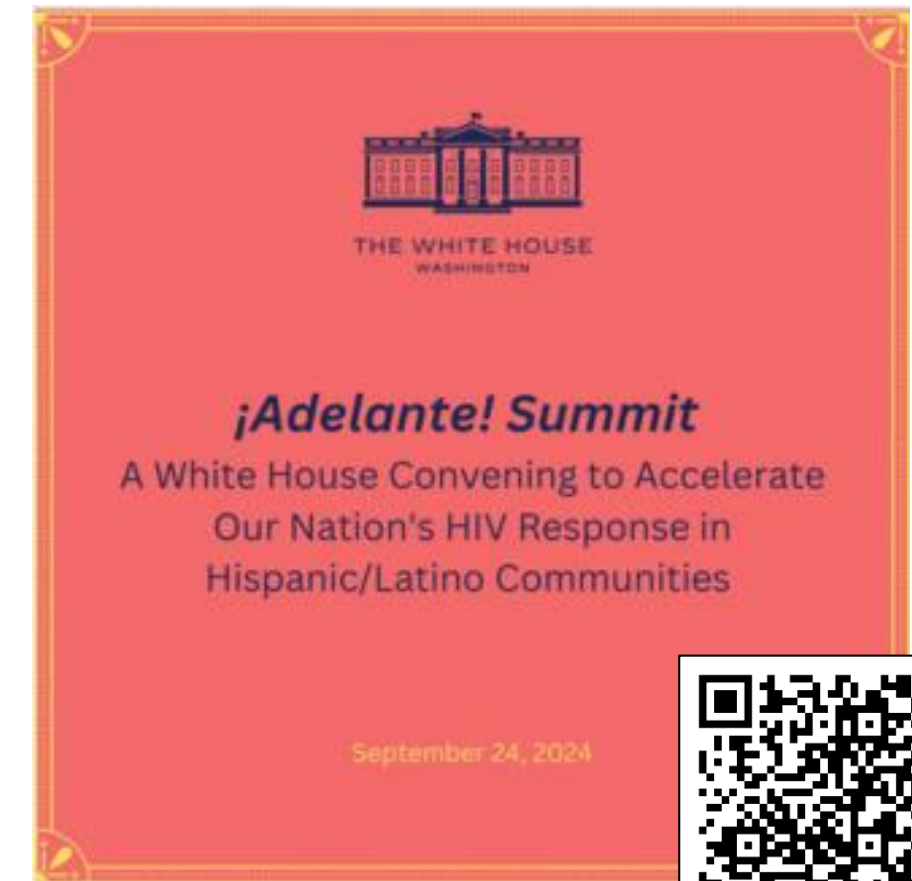 THE WHITE HOUSE
WASHINGTON
¡Adelante! Summit
A White House Convening to Accelerate
Our Nation's HIV Response in
Hispanic/Latino Communities
September 24, 2024